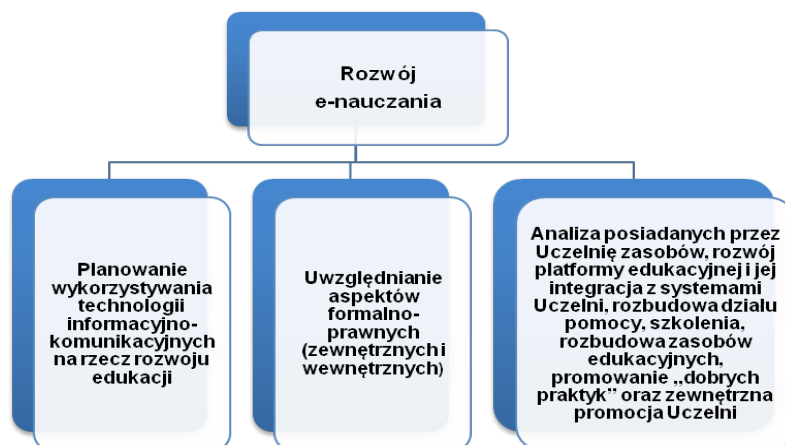 Rozwój
e-nauczania
Planowanie
wykorzystywania
technologii
informacyjno-
komunikacyjnych
na rzecz rozwoju
edukacji
Uwzględnianie
aspektów
formalno-
prawnych
(zewnętrznych i
wewnętrznych)
Analiza posiadanych przez
Uczelnię zasobów, rozwój
platformy edukacyjnej i jej
integracja z systemami
Uczelni, rozbudowa działu
pomocy, szkolenia,
rozbudowa zasobów
edukacyjnych,
promowanie „dobrych
praktyk” oraz zewnętrzna
promocja Uczelni